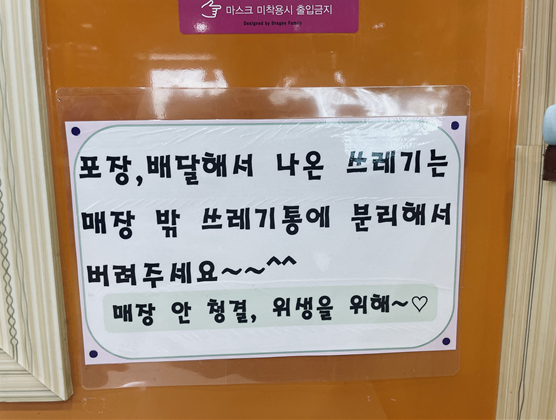 마스크 미착용시 출입금지
Designed by Dragon Family
포장,배달해서 나온 쓰레기는
매장 밖 쓰레기통에 분리해서
버려주세요~~^^
매장 안 청결, 위생을 위해~♡